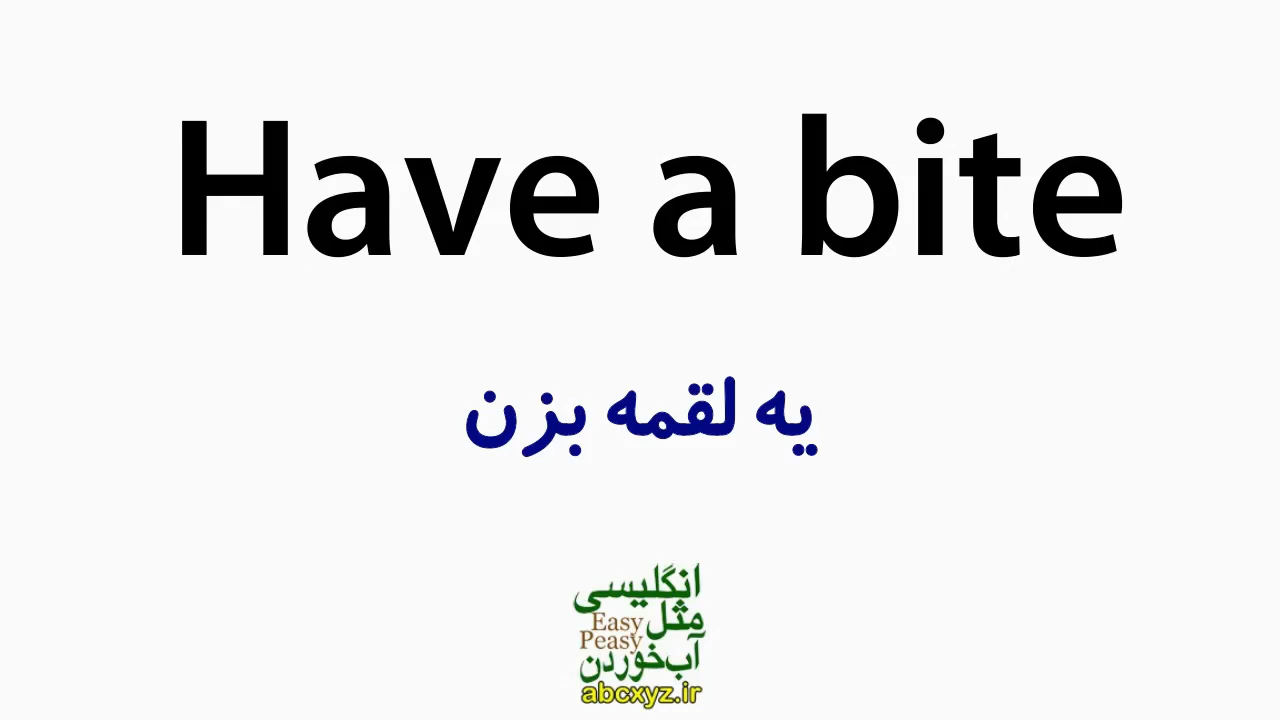 Have a bite
یه لقمه بزن
انگلیسی
مثل
Easy
Peasy
آب‌خوردن
abcxyz.ir